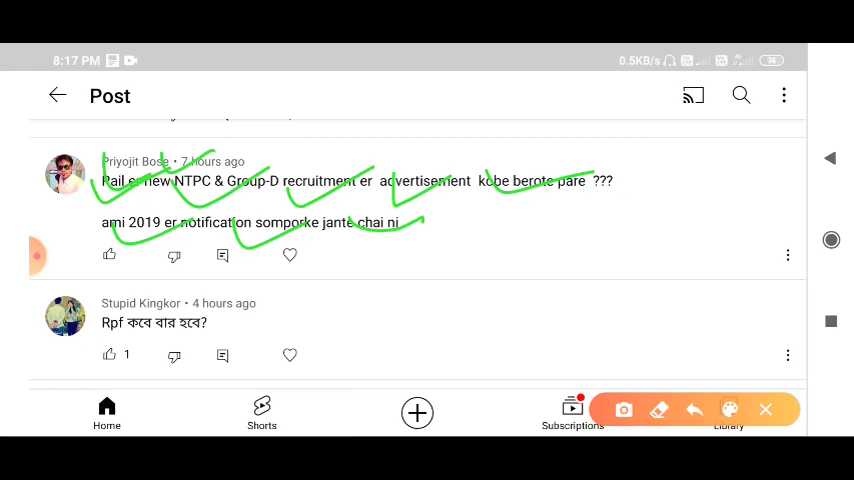 8:17 PM
0.5KB/s
74
Post
Priyojit Bose • 7 hours ago
Rail er new NTPC & Group-D recruitment er advertisement kobe berote pare ???
ami 2019 er notification somporke jante chai ni
Stupid Kingkor • 4 hours ago
Rpf কবে বার হবে?
1
Home
Shorts
Subscriptions
Library